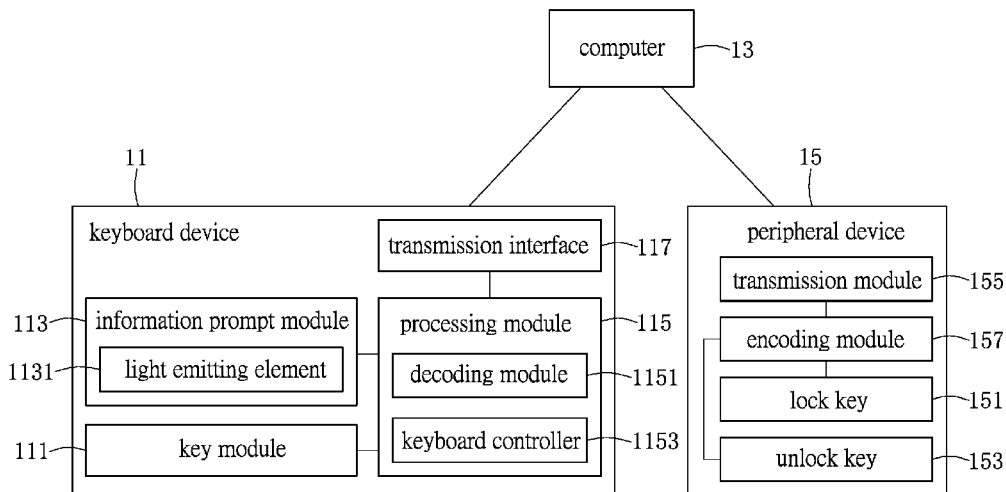 computer
13
11
15
keyboard device
peripheral device
transmission interface
117
transmission module
155
113
information prompt module
processing module
115
encoding module
157
1131
light emitting element
decoding module
1151
lock key
151
111
key module
keyboard controller
1153
unlock key
153